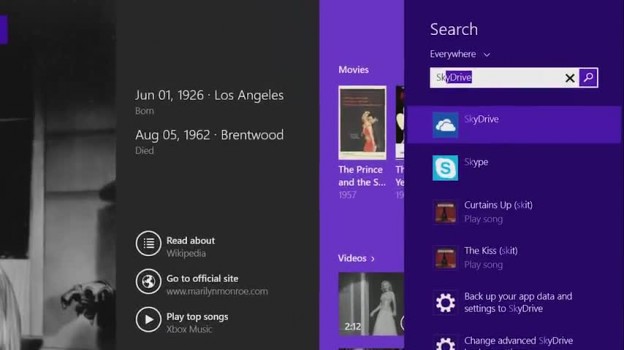 Jun 01, 1926 · Los Angeles
Born
Aug 05, 1962 · Brentwood
Died
Read about
Wikipedia
Go to official site
www.marilynmonroe.com
Play top songs
Xbox Music
Movies
The Prince
and the S...
1957
Th
Ye
195
Videos >
2:12
Search
Everywhere
SkyDrive
SkyDrive
Skype
Curtains Up (skit)
Play song
The Kiss (skit)
Play song
Back up your app data and
settings to SkyDrive
Change advanced SkyDrive